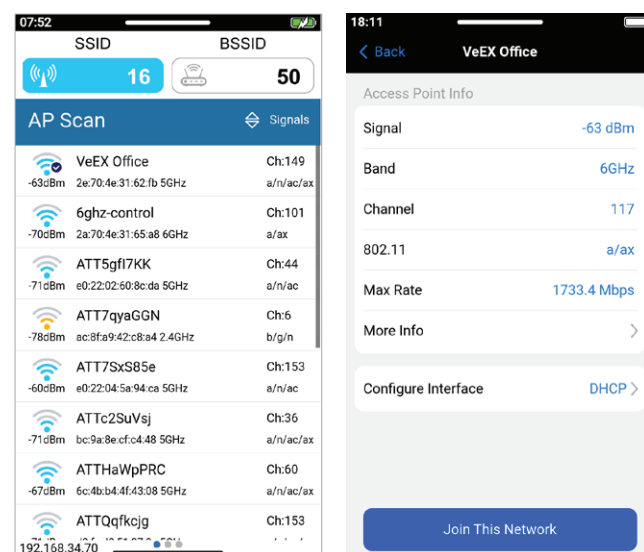 07:52
SSID BSSID
16 50
AP Scan Signals
VeEX Office Ch:149
-63dBm 2e:70:4e:31:62:fb 5GHz a/n/ac/ax
6ghz-control Ch:101
-70dBm 2a:70:4e:31:65:a8 6GHz a/ax
ATT5gfI7KK Ch:44
-71dBm e0:22:02:60:8c:da 5GHz a/n/ac
ATT7qyaGGN Ch:6
-78dBm ac:8f:a9:42:c8:a4 2.4GHz b/g/n
ATT7SxS85e Ch:153
-60dBm e0:22:04:5a:94:ca 5GHz a/n/ac
ATTc2SuVsj Ch:36
-71dBm bc:9a:8e:cf:c4:48 5GHz a/n/ac/ax
ATTHaWpPRC Ch:60
-67dBm 6c:4b:b4:4f:43:08 5GHz a/n/ac/ax
ATTQqfkcjg Ch:153
192.168.34.70
18:11
Back VeEX Office
Access Point Info
Signal -63 dBm
Band 6GHz
Channel 117
802.11 a/ax
Max Rate 1733.4 Mbps
More Info
Configure Interface DHCP
Join This Network